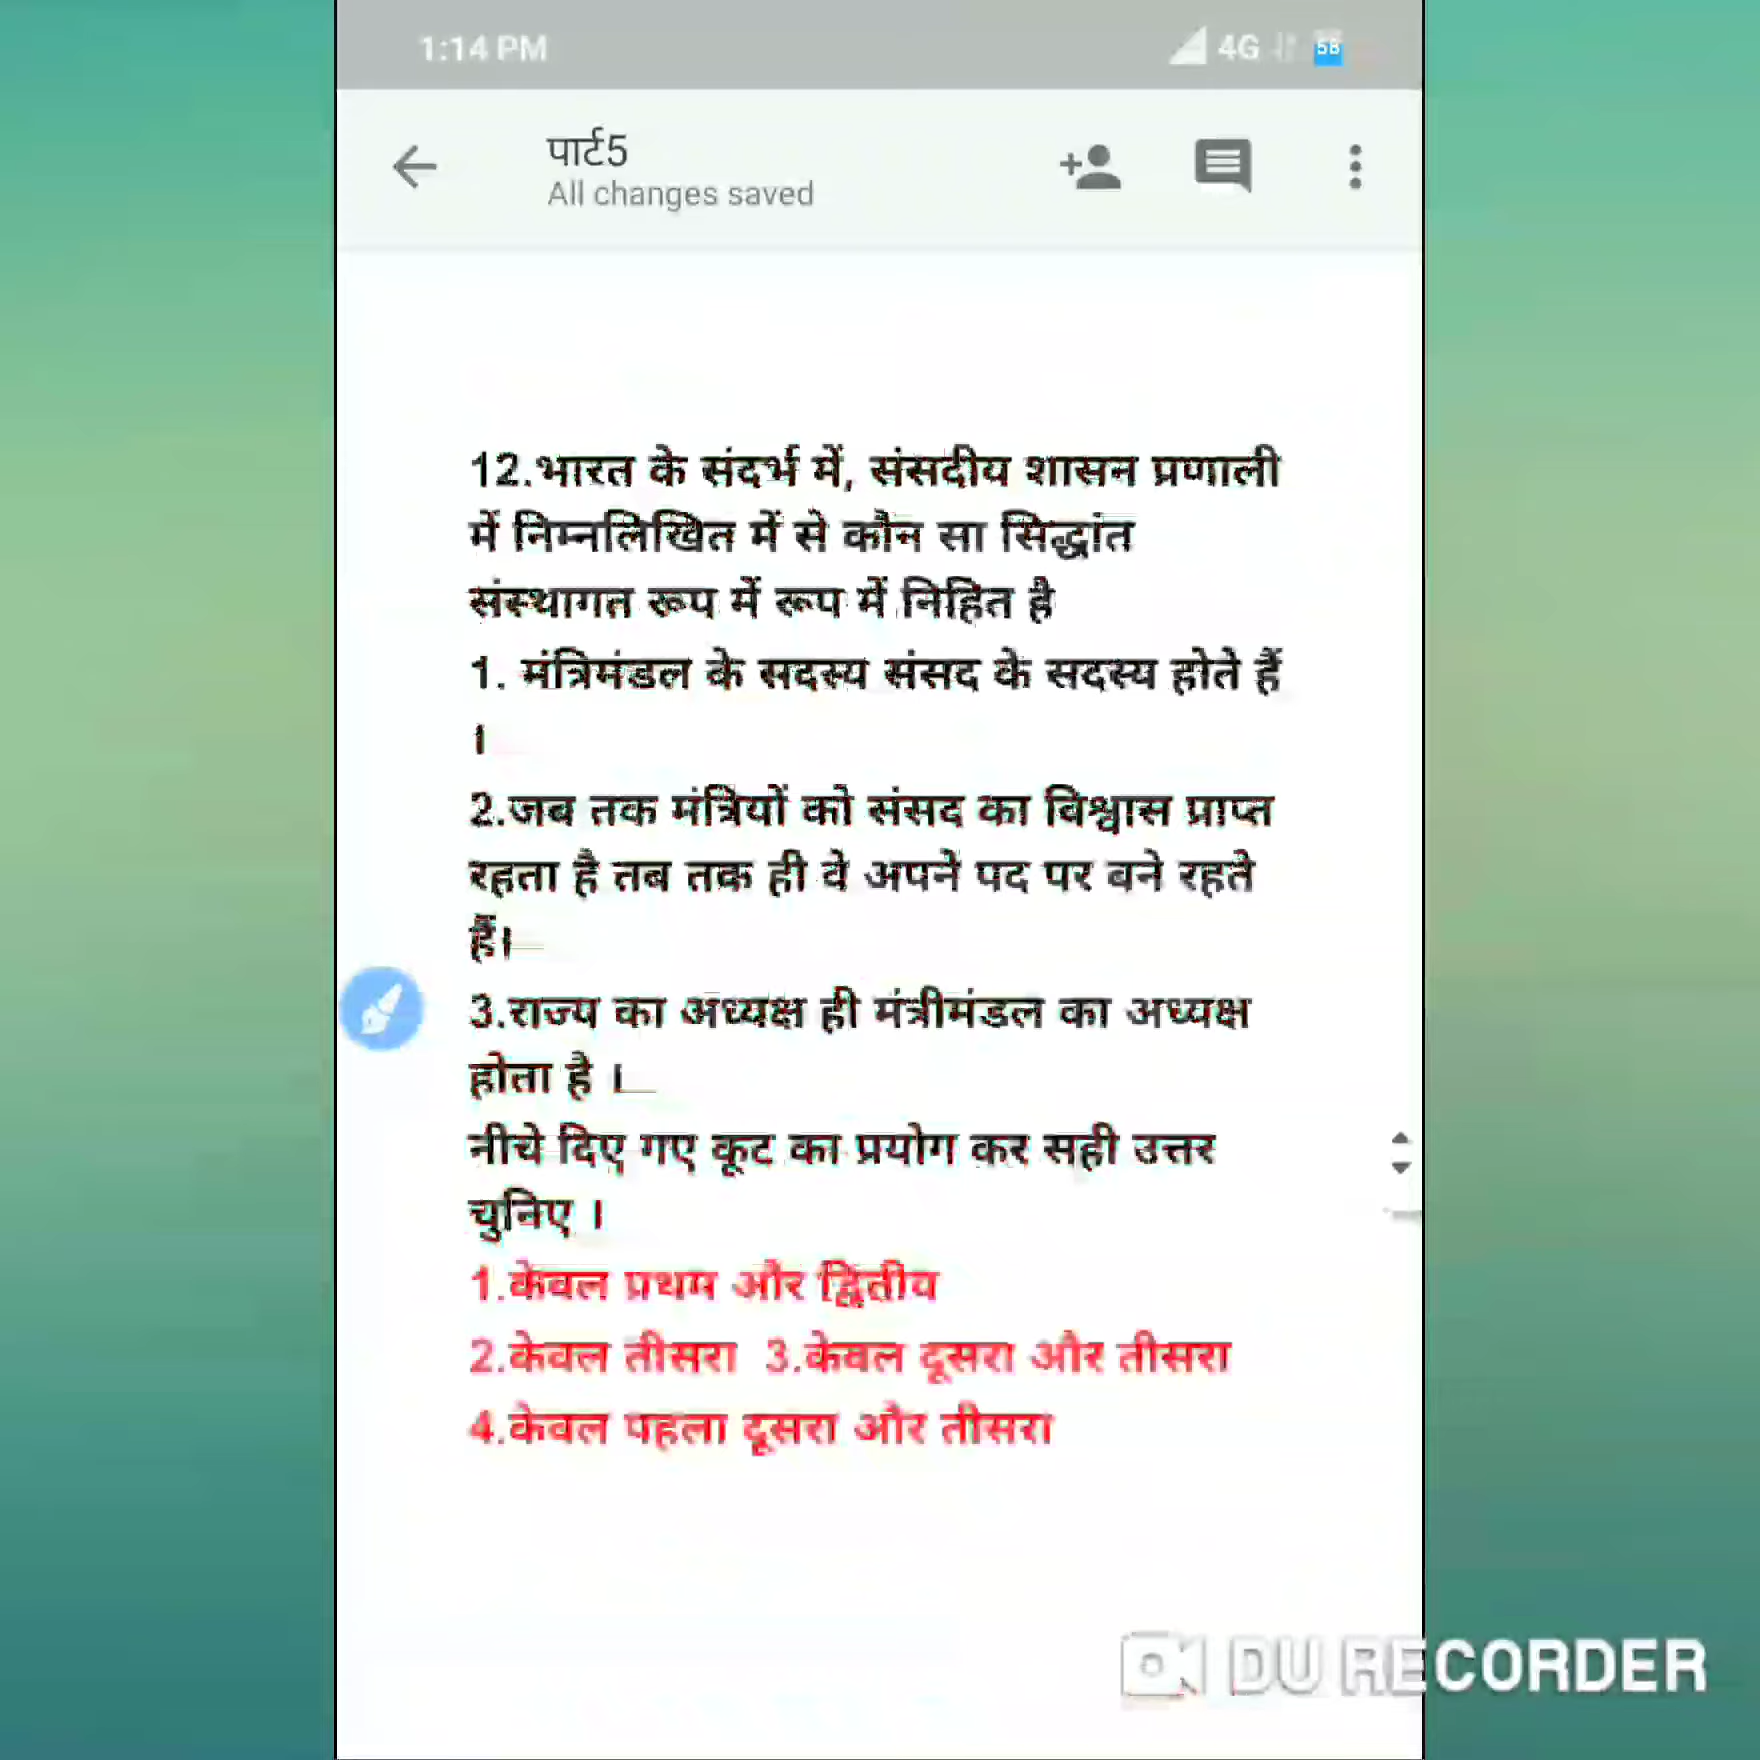 1:14 PM 4G 58
पार्ट5
All changes saved
12.भारत के संदर्भ में, संसदीय शासन प्रणाली
में निम्नलिखित में से कौन सा सिद्धांत
संस्थागत रूप में रूप में निहित है
1. मंत्रिमंडल के सदस्य संसद के सदस्य होते हैं
।
2.जब तक मंत्रियों को संसद का विश्वास प्राप्त
रहता है तब तक ही वे अपने पद पर बने रहते
हैं।
3.राज्य का अध्यक्ष ही मंत्रीमंडल का अध्यक्ष
होता है ।
नीचे दिए गए कूट का प्रयोग कर सही उत्तर
चुनिए ।
1.केवल प्रथम और द्वितीय
2.केवल तीसरा 3.केवल दूसरा और तीसरा
4.केवल पहला दूसरा और तीसरा
DU RECORDER